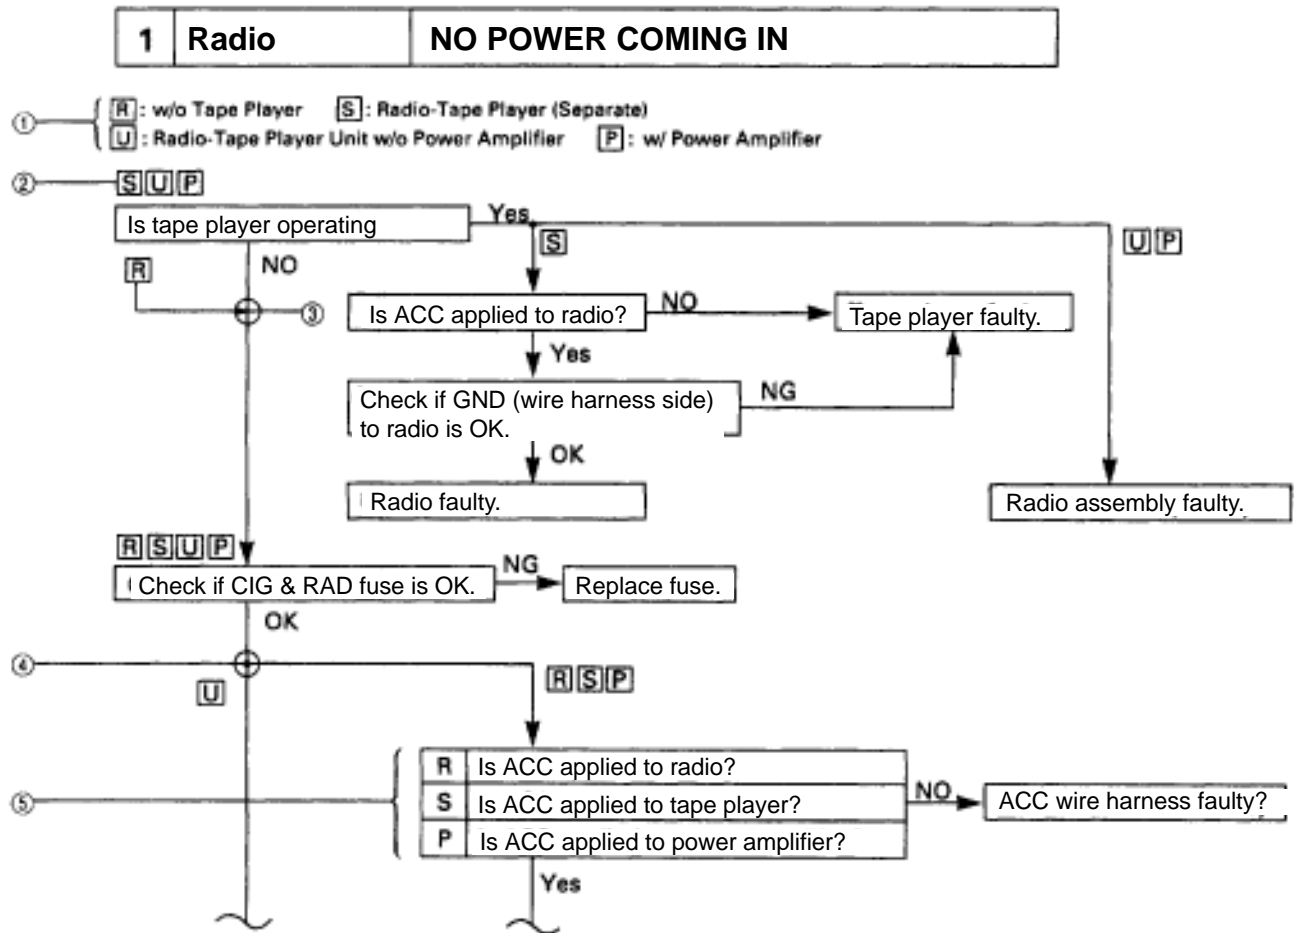 1 Radio NO POWER COMING IN
① R : w/o Tape Player S : Radio-Tape Player (Separate)
U : Radio-Tape Player Unit w/o Power Amplifier P : w/ Power Amplifier
② S U P
Is tape player operating
Yes
S
U P
NO
R
③
Is ACC applied to radio?
NO
Tape player faulty.
Yes
Check if GND (wire harness side)
to radio is OK.
NG
OK
Radio faulty.
Radio assembly faulty.
R S U P
Check if CIG & RAD fuse is OK.
NG
Replace fuse.
OK
④
U
R S P
⑤
R Is ACC applied to radio?
S Is ACC applied to tape player?
P Is ACC applied to power amplifier?
NO
ACC wire harness faulty?
Yes